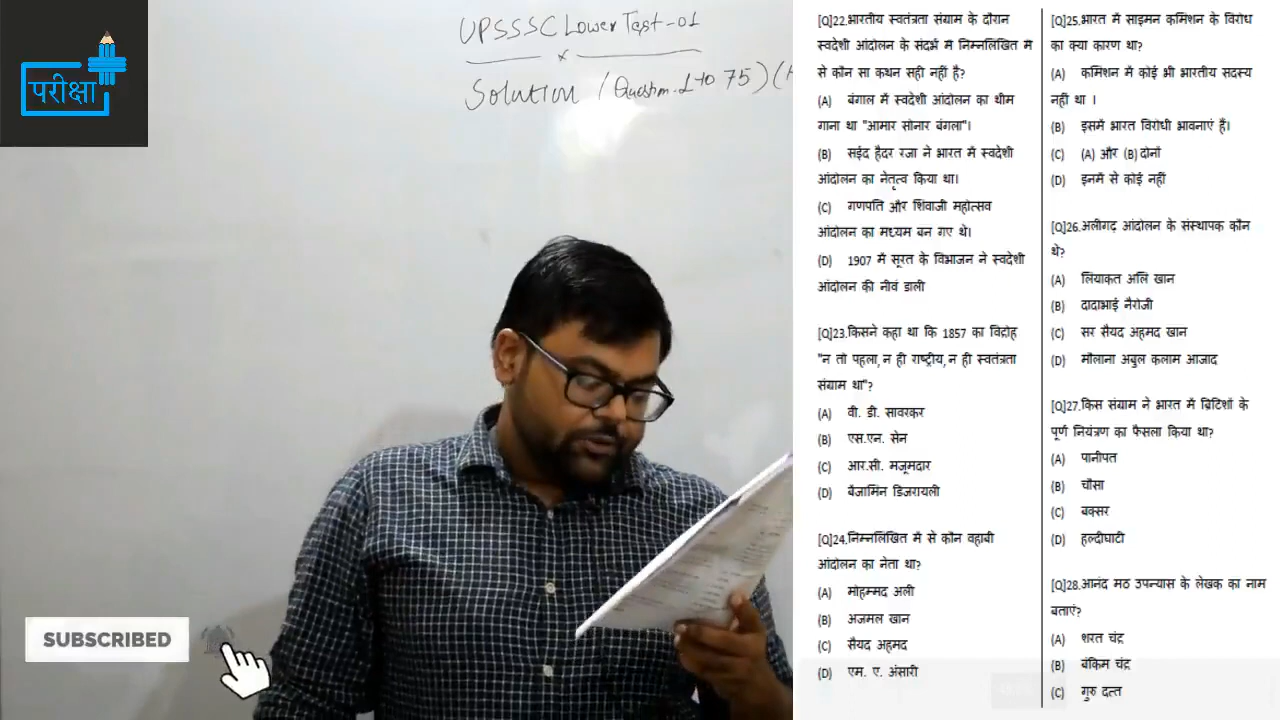 परीक्षा
UPSSSC Lower Test-01
Solution (Question-1 to 75)
SUBSCRIBED
[Q]22.भारतीय स्वतंत्रता संग्राम के दौरान
स्वदेशी आंदोलन के संदर्भ में निम्नलिखित में
से कौन सा कथन सही नहीं है?
(A) बंगाल में स्वदेशी आंदोलन का थीम
गाना था "आमार सोनार बंगला"।
(B) सईद हैदर रजा ने भारत में स्वदेशी
आंदोलन का नेतृत्व किया था।
(C) गणपति और शिवाजी महोत्सव
आंदोलन का मध्यम बन गए थे।
(D) 1907 में सूरत के विभाजन ने स्वदेशी
आंदोलन की नीवं डाली
[Q]23.किसने कहा था कि 1857 का विद्रोह
"न तो पहला, न ही राष्ट्रीय, न ही स्वतंत्रता
संग्राम था"?
(A) वी. डी. सावरकर
(B) एस.एन. सेन
(C) आर.सी. मजूमदार
(D) बेंजामिन डिजरायली
[Q]24.निम्नलिखित में से कौन वहाबी
आंदोलन का नेता था?
(A) मोहम्मद अली
(B) अजमल खान
(C) सैयद अहमद
(D) एम. ए. अंसारी
[Q]25.भारत में साइमन कमिशन के विरोध
का क्या कारण था?
(A) कमिशन में कोई भी भारतीय सदस्य
नहीं था ।
(B) इसमें भारत विरोधी भावनाएं हैं।
(C) (A) और (B) दोनों
(D) इनमें से कोई नहीं
[Q]26.अलीगढ़ आंदोलन के संस्थापक कौन
थे?
(A) लियाकत अलि खान
(B) दादाभाई नैरोजी
(C) सर सैयद अहमद खान
(D) मौलाना अबुल कलाम आजाद
[Q]27.किस संग्राम ने भारत में ब्रिटिशों के
पूर्ण नियंत्रण का फैसला किया था?
(A) पानीपत
(B) चौसा
(C) बक्सर
(D) हल्दीघाटी
[Q]28.आनंद मठ उपन्यास के लेखक का नाम
बताएं?
(A) शरत चंद्र
(B) बंकिम चंद्र
(C) गुरु दत्त